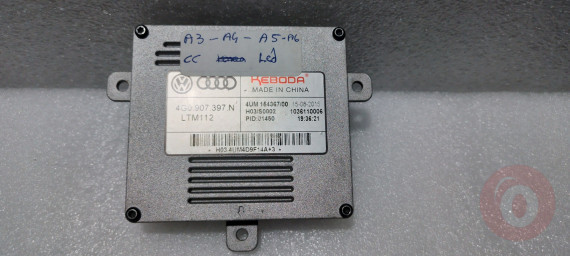 A3 - A4 - A5 - A6
CC Led
KEBODA
MADE IN CHINA
4G0.907.397 N
LTM112
4UM 164367/00 15-08-2015
H03/S0003 1036110006
PID:01460 19:36:21
+ H03-4UM4D9F14A+3 +